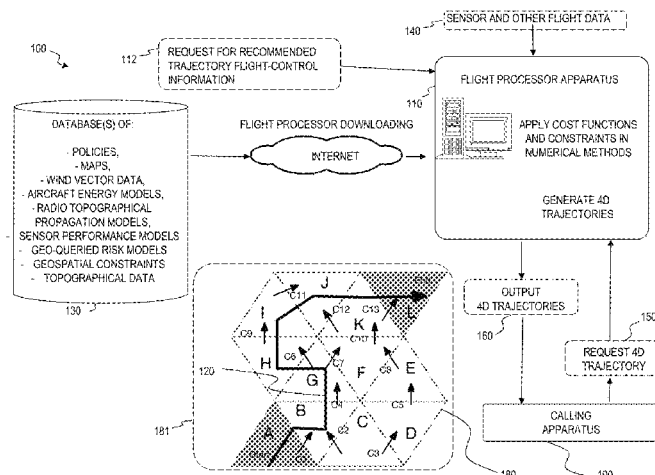 100
112
REQUEST FOR RECOMMENDED
TRAJECTORY FLIGHT-CONTROL
INFORMATION
140
SENSOR AND OTHER FLIGHT DATA
110
FLIGHT PROCESSOR APPARATUS
APPLY COST FUNCTIONS
AND CONSTRAINTS IN
NUMERICAL METHODS
GENERATE 4D
TRAJECTORIES
DATABASE(S) OF:
- POLICIES,
- MAPS,
- WIND VECTOR DATA,
- AIRCRAFT ENERGY MODELS,
- RADIO TOPOGRAPHICAL
PROPAGATION MODELS,
- SENSOR PERFORMANCE MODELS
- GEO-QUERIED RISK MODELS
- GEOSPATIAL CONSTRAINTS
- TOPOGRAPHICAL DATA
130
FLIGHT PROCESSOR DOWNLOADING
INTERNET
OUTPUT
4D TRAJECTORIES
160
150
REQUEST 4D
TRAJECTORY
CALLING
APPARATUS
190
180
181
120
J
C11
I
C12
C13
L
K
C9
C10
H
C6
C7
G
F
C8
E
B
C4
C5
A
C
C2
D
C3